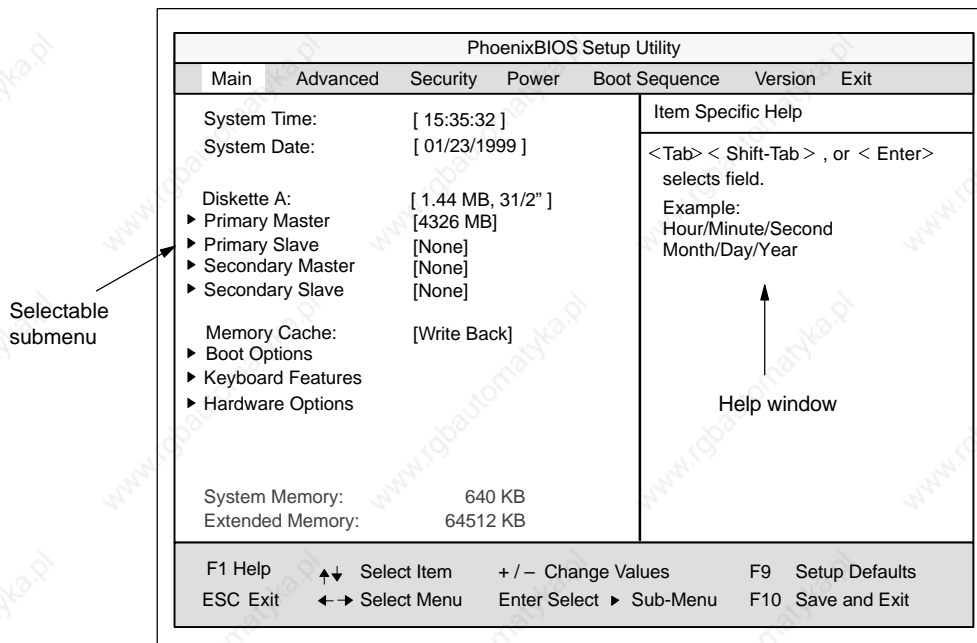 PhoenixBIOS Setup Utility
Main Advanced Security Power Boot Sequence Version Exit
System Time: [ 15:35:32 ]
System Date: [ 01/23/1999 ]
Diskette A: [ 1.44 MB, 31/2” ]
Primary Master [4326 MB]
Primary Slave [None]
Secondary Master [None]
Secondary Slave [None]
Memory Cache: [Write Back]
Boot Options
Keyboard Features
Hardware Options
System Memory: 640 KB
Extended Memory: 64512 KB
Item Specific Help
<Tab> < Shift-Tab > , or < Enter>
selects field.
Example:
Hour/Minute/Second
Month/Day/Year
Selectable
submenu
Help window
F1 Help Select Item + / – Change Values F9 Setup Defaults
ESC Exit Select Menu Enter Select Sub-Menu F10 Save and Exit
www.rgbautomatyka.pl